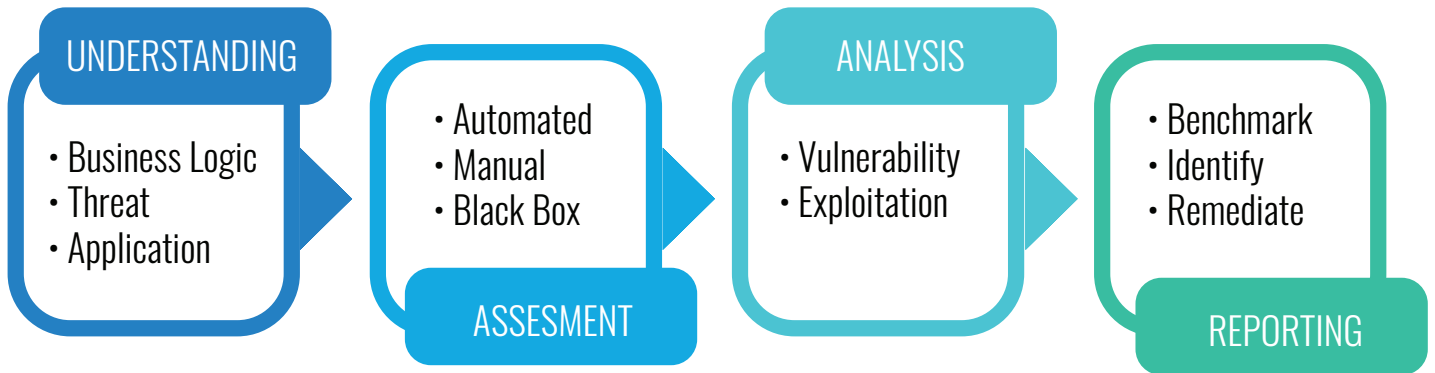 UNDERSTANDING
• Business Logic
• Threat
• Application
• Automated
• Manual
• Black Box
ASSESMENT
ANALYSIS
• Vulnerability
• Exploitation
• Benchmark
• Identify
• Remediate
REPORTING